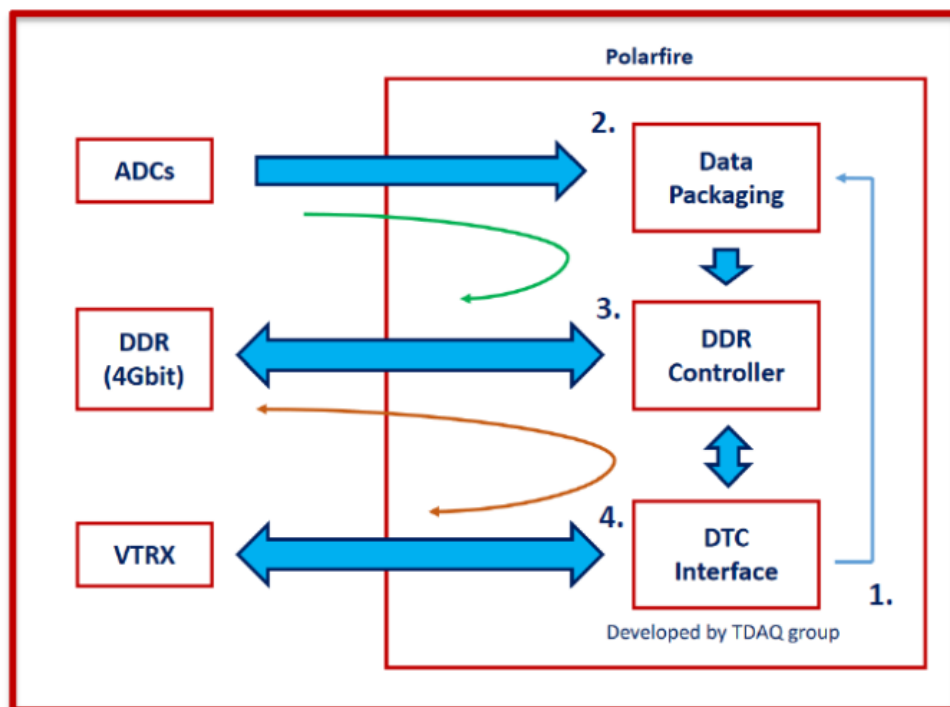 Polarfire
ADCs
2.
Data
Packaging
DDR
(4Gbit)
3.
DDR
Controller
VTRX
4.
DTC
Interface
1.
Developed by TDAQ group